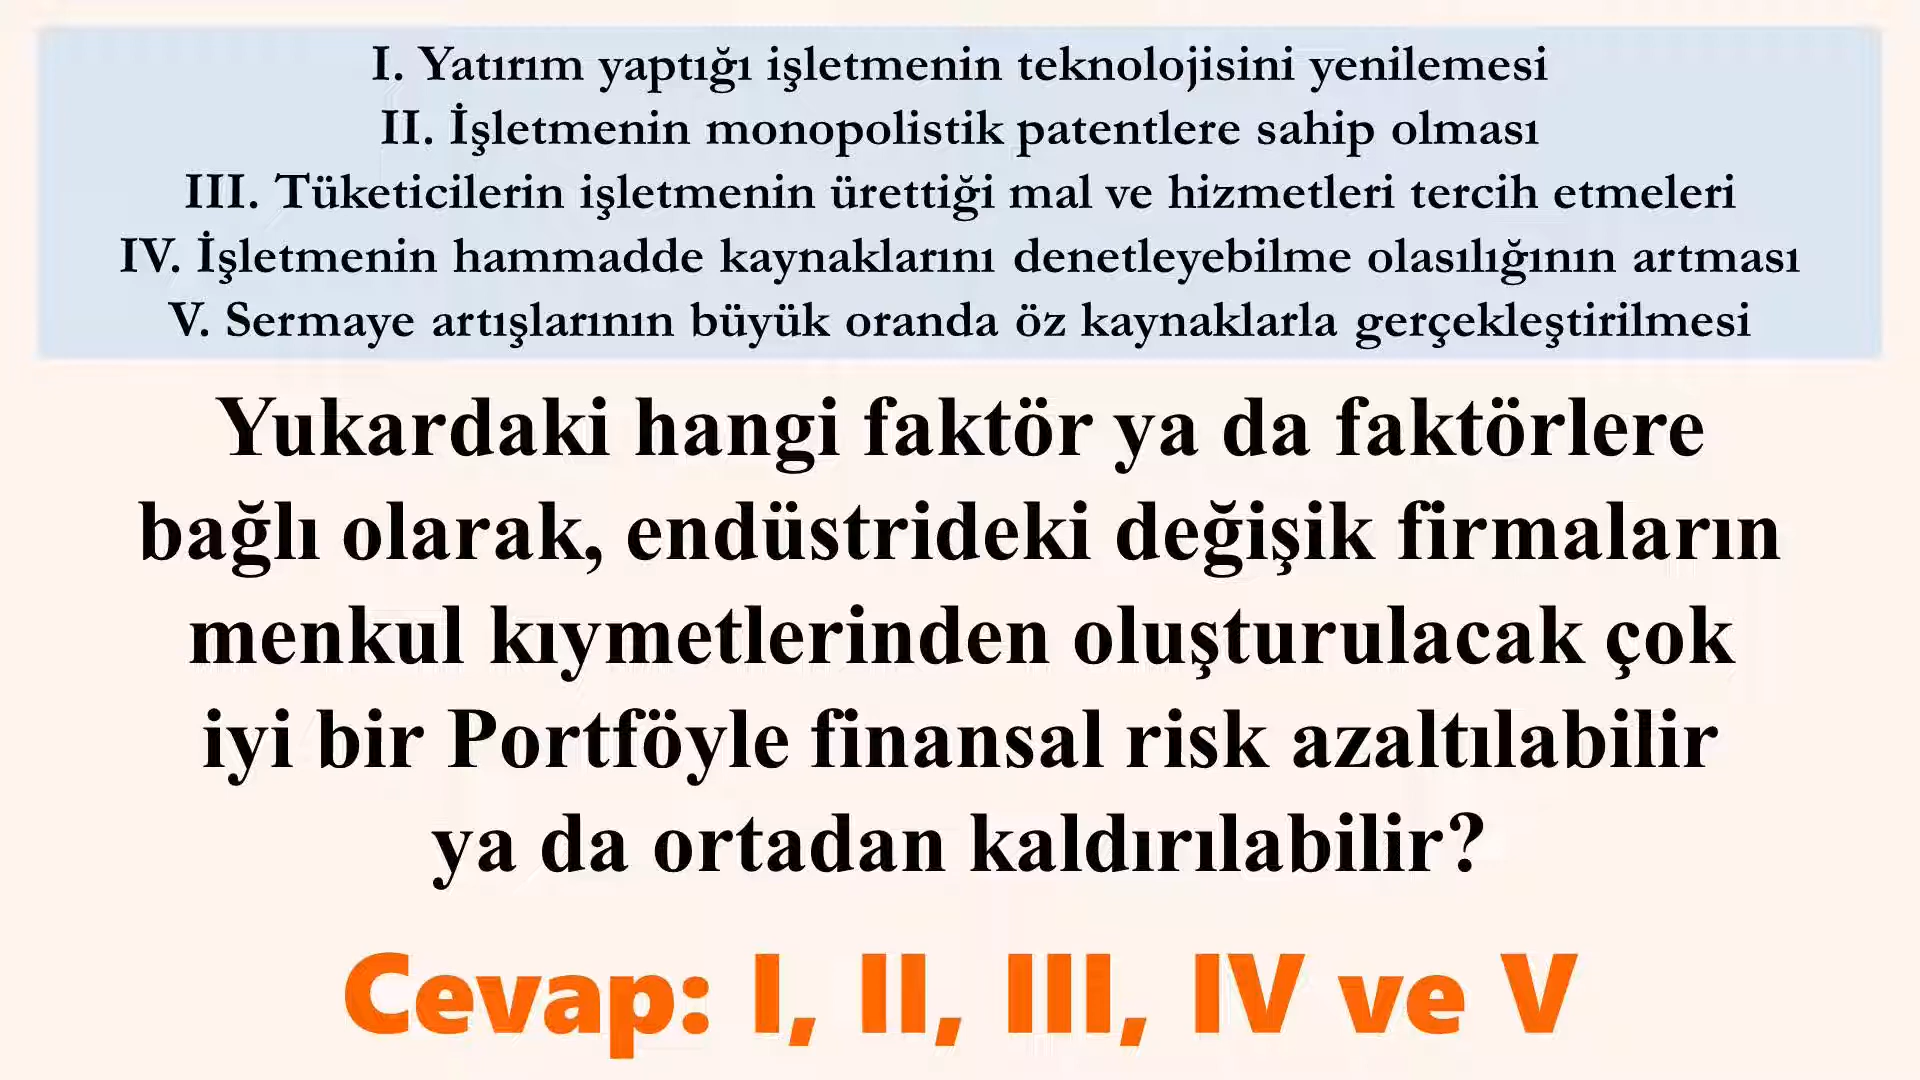 I. Yatırım yaptığı işletmenin teknolojisini yenilemesi
II. İşletmenin monopolistik patentlere sahip olması
III. Tüketicilerin işletmenin ürettiği mal ve hizmetleri tercih etmeleri
IV. İşletmenin hammadde kaynaklarını denetleyebilme olasılığının artması
V. Sermaye artışlarının büyük oranda öz kaynaklarla gerçekleştirilmesi
Yukardaki hangi faktör ya da faktörlere
bağlı olarak, endüstrideki değişik firmaların
menkul kıymetlerinden oluşturulacak çok
iyi bir Portföyle finansal risk azaltılabilir
ya da ortadan kaldırılabilir?
Cevap: I, II, III, IV ve V